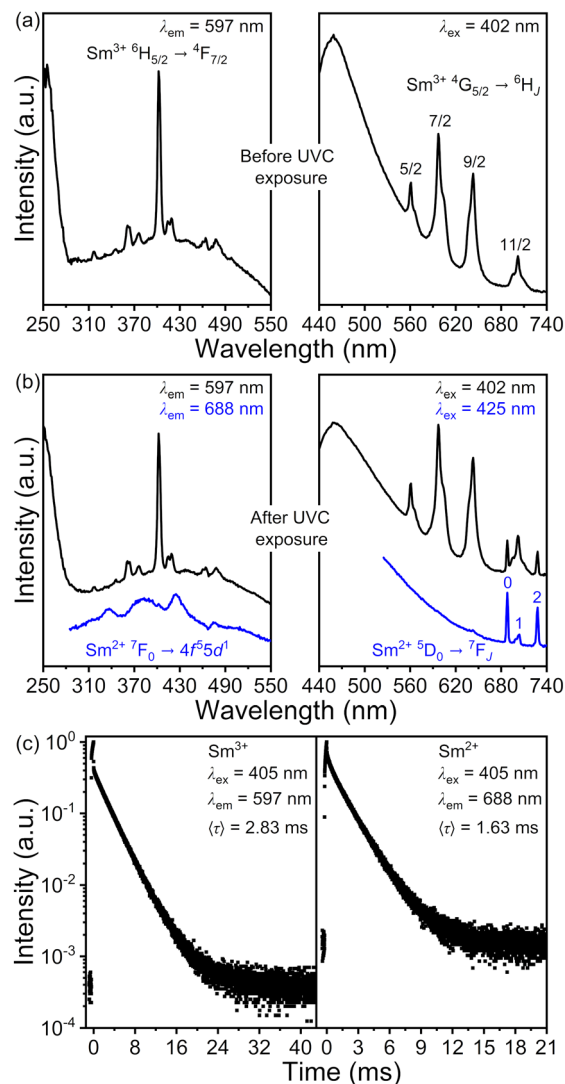 (a)
λem = 597 nm
Sm³⁺ ⁶H5/2 → ⁴F7/2
λex = 402 nm
Sm³⁺ ⁴G5/2 → ⁶HJ
5/2
7/2
9/2
11/2
Before UVC
exposure
Intensity (a.u.)
250 310 370 430 490 550
440 500 560 620 680 740
Wavelength (nm)
Wavelength (nm)
(b)
λem = 597 nm
λem = 688 nm
λex = 402 nm
λex = 425 nm
After UVC
exposure
0
1
2
Sm²⁺ ⁷F0 → 4f⁵5d¹
Sm²⁺ ⁵D0 → ⁷FJ
Intensity (a.u.)
250 310 370 430 490 550
440 500 560 620 680 740
Wavelength (nm)
Wavelength (nm)
(c)
Sm³⁺
λex = 405 nm
λem = 597 nm
⟨τ⟩ = 2.83 ms
Sm²⁺
λex = 405 nm
λem = 688 nm
⟨τ⟩ = 1.63 ms
Intensity (a.u.)
10⁰
10⁻¹
10⁻²
10⁻³
10⁻⁴
0 8 16 24 32 40
0 3 6 9 12 15 18 21
Time (ms)